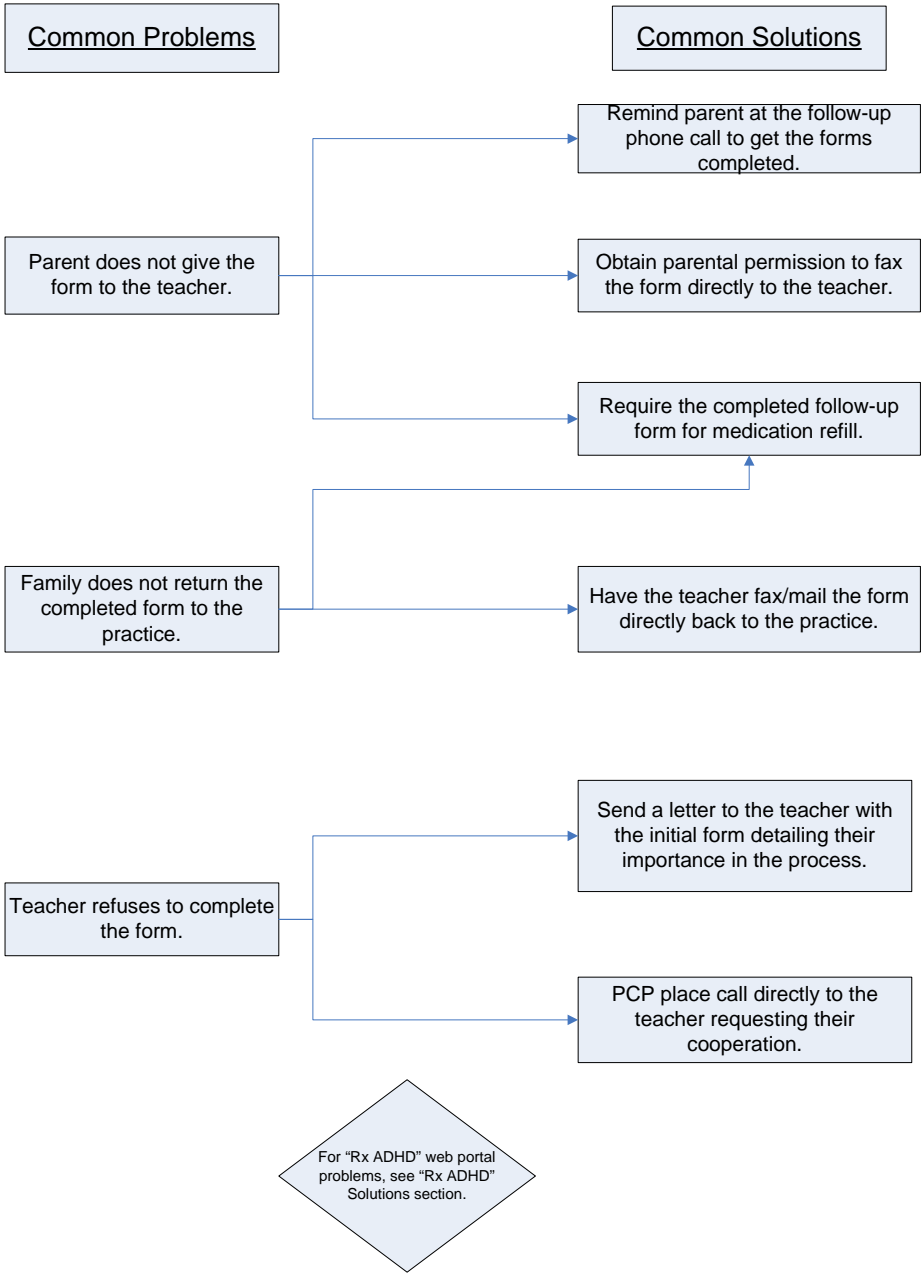 Common Problems
Common Solutions
Remind parent at the follow-up
phone call to get the forms
completed.
Parent does not give the
form to the teacher.
Obtain parental permission to fax
the form directly to the teacher.
Require the completed follow-up
form for medication refill.
Family does not return the
completed form to the
practice.
Have the teacher fax/mail the form
directly back to the practice.
Send a letter to the teacher with
the initial form detailing their
importance in the process.
Teacher refuses to complete
the form.
PCP place call directly to the
teacher requesting their
cooperation.
For “Rx ADHD” web portal
problems, see “Rx ADHD”
Solutions section.